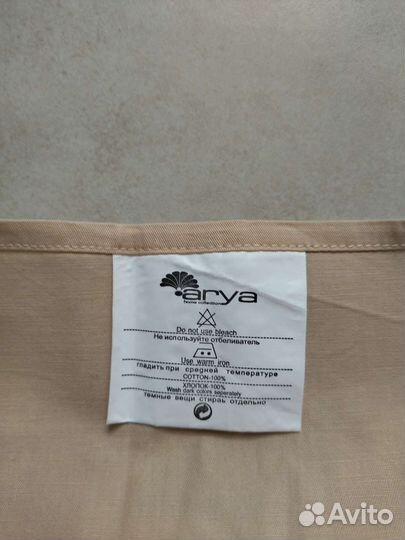 arya
home collection
Do not use bleach
Не используйте отбеливатель
Use warm iron
гладить при средней температуре
COTTON-100%
ХЛОПОК-100%
Wash dark colors separately
темные вещи стираь отдельно
Avito